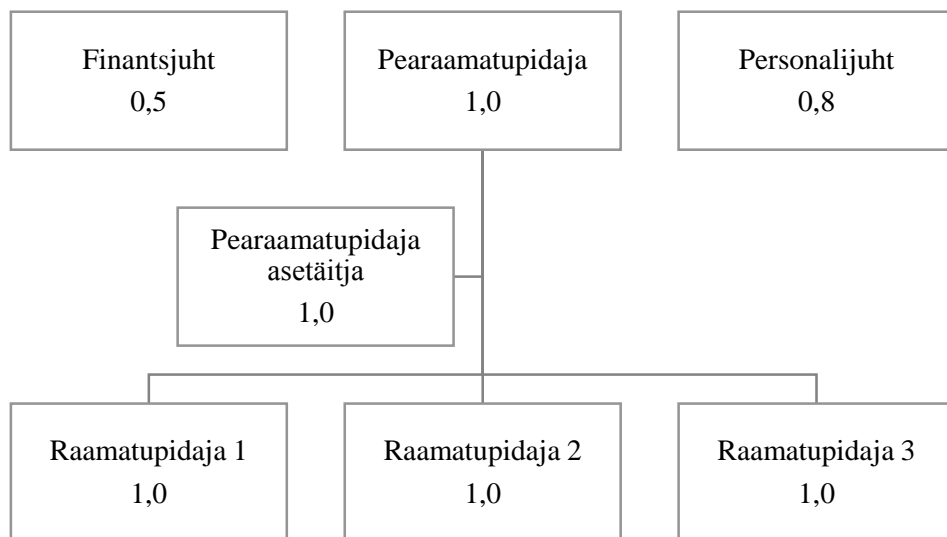 Finantsjuht
0,5
Pearaamatupidaja
1,0
Personalijuht
0,8
Pearaamatupidaja
asetäitja
1,0
Raamatupidaja 1
1,0
Raamatupidaja 2
1,0
Raamatupidaja 3
1,0